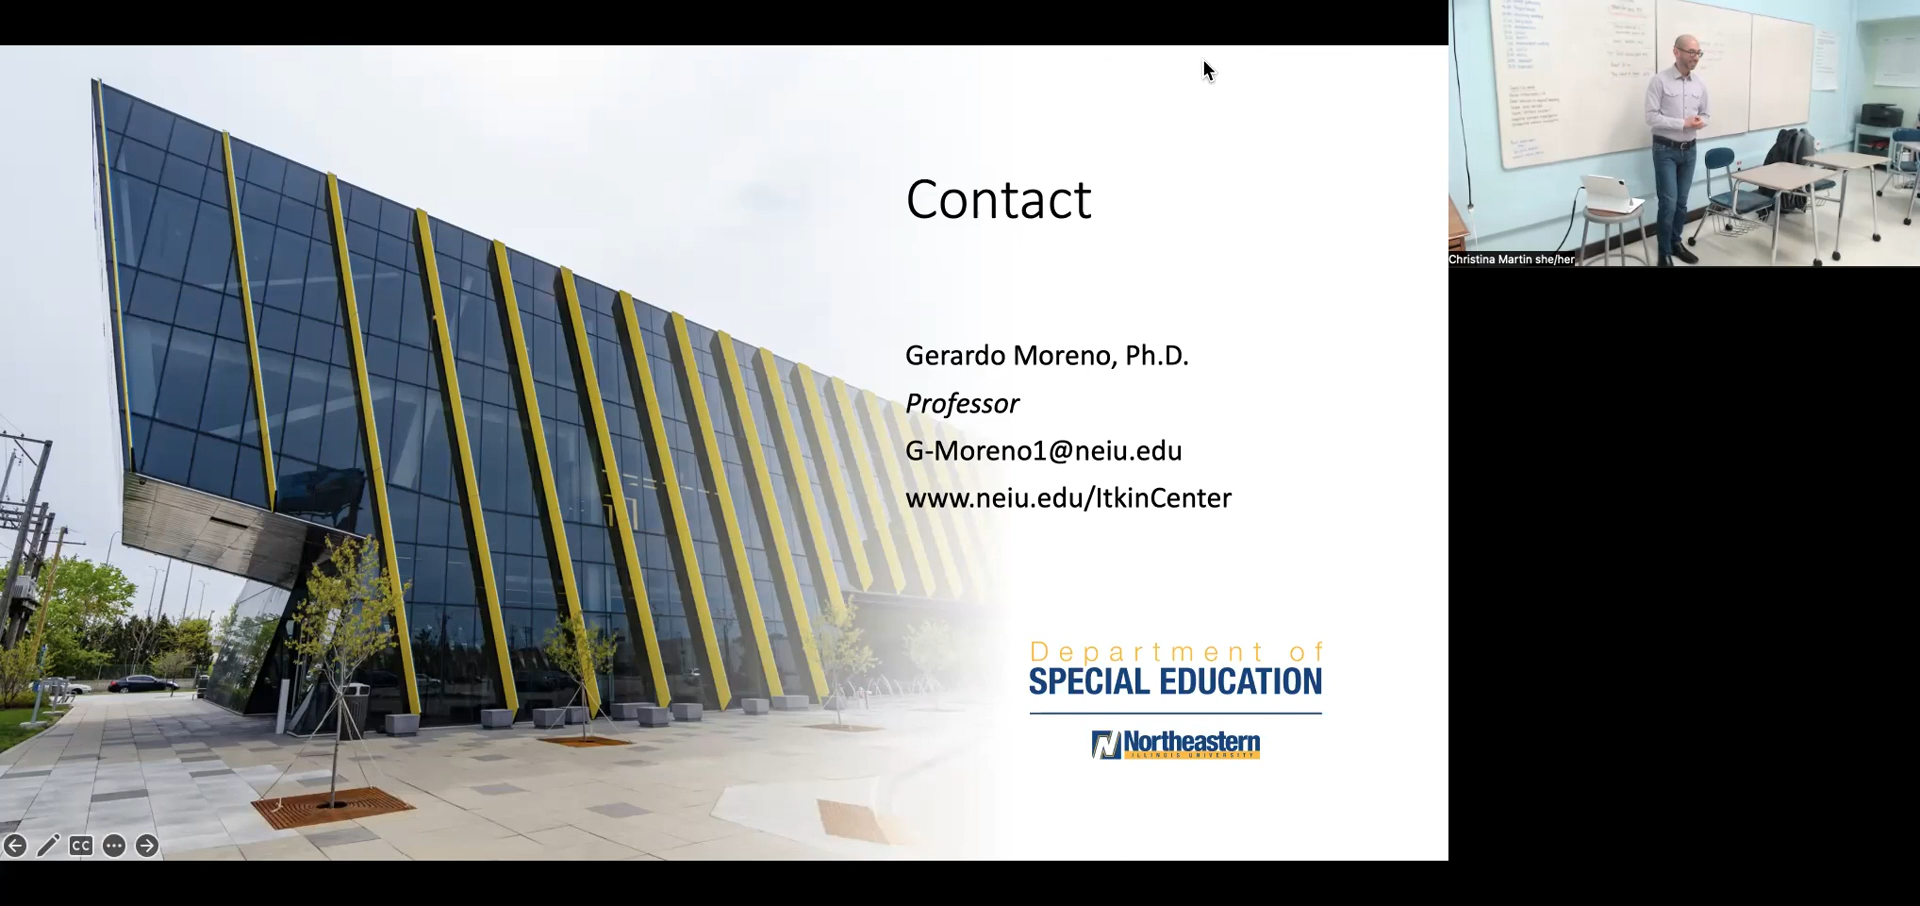 Contact
Gerardo Moreno, Ph.D.
Professor
G-Moreno1@neiu.edu
www.neiu.edu/ItkinCenter
Department of
SPECIAL EDUCATION
N Northeastern
ILLINOIS UNIVERSITY
CC
Christina Martin she/her